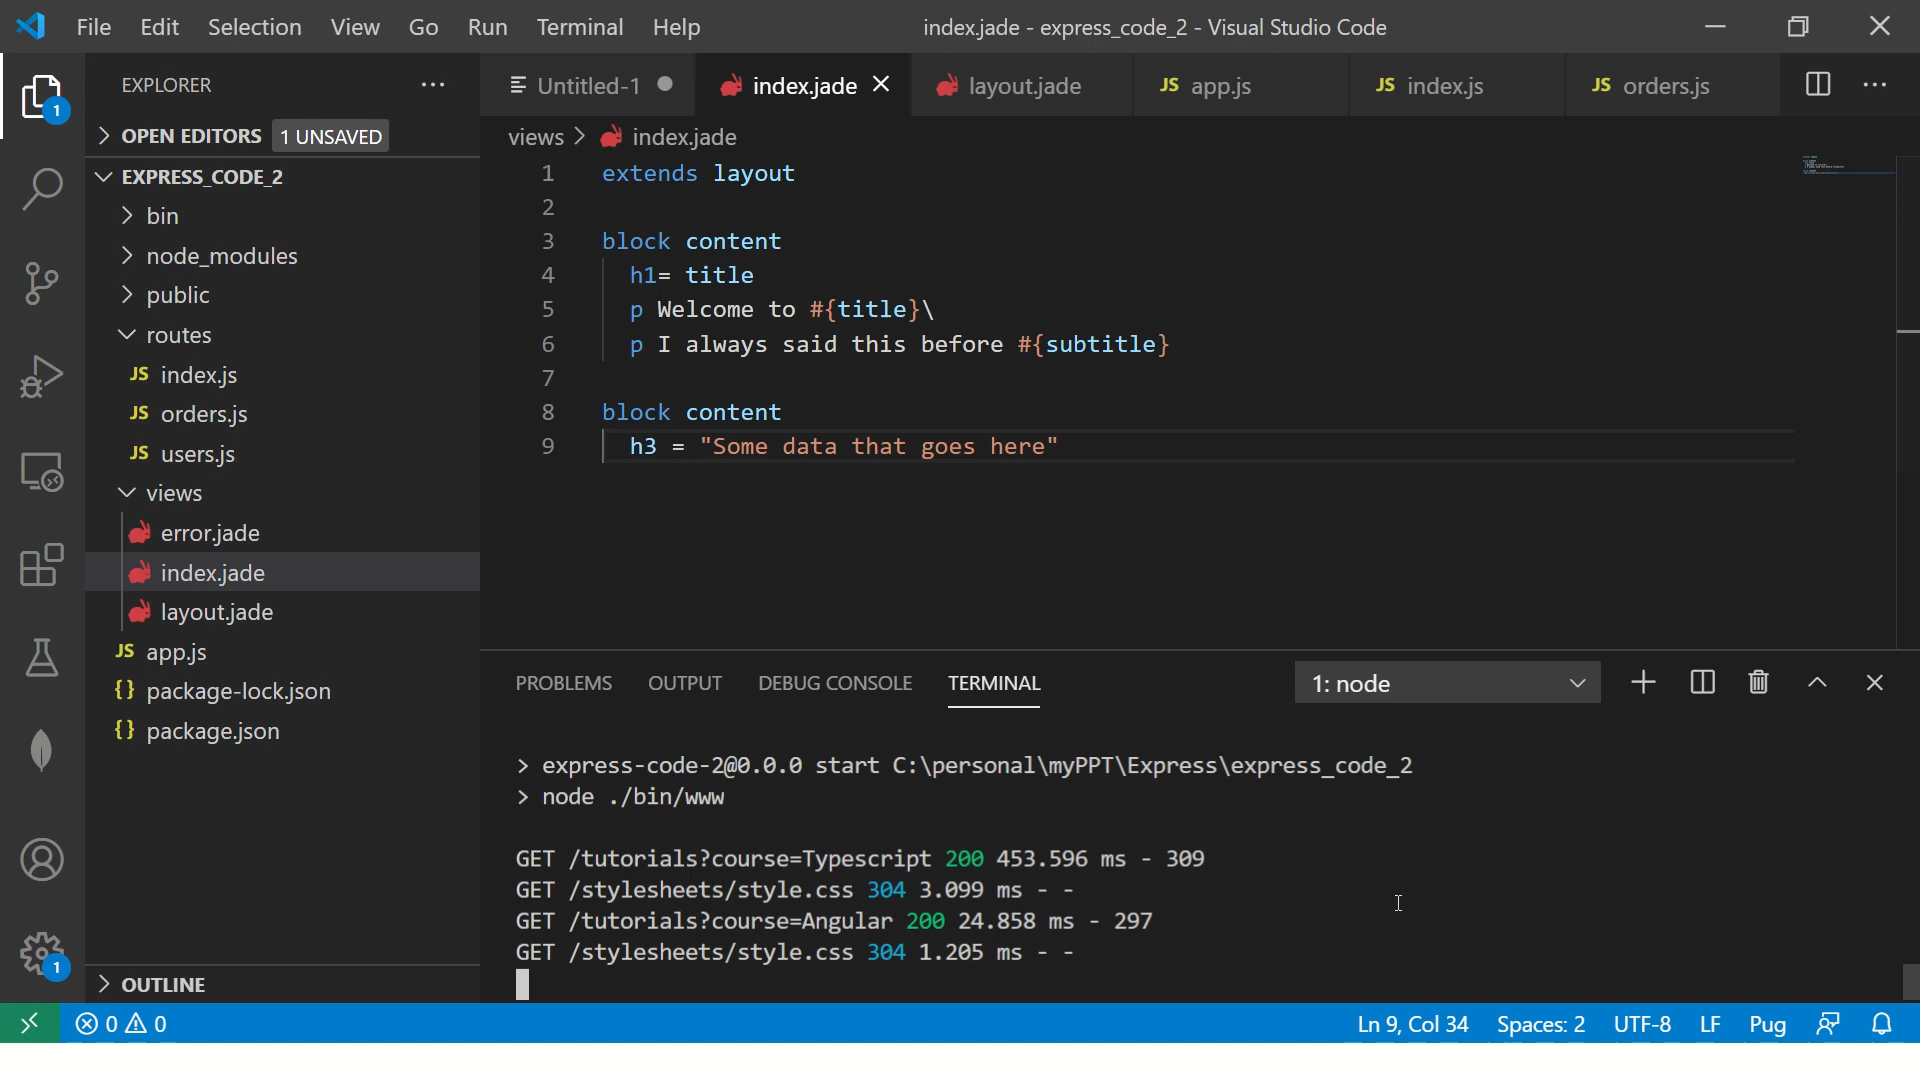 File Edit Selection View Go Run Terminal Help
index.jade - express_code_2 - Visual Studio Code
EXPLORER
Untitled-1
index.jade
layout.jade
JS app.js
JS index.js
JS orders.js
1
OPEN EDITORS 1 UNSAVED
EXPRESS_CODE_2
bin
node_modules
public
routes
JS index.js
JS orders.js
JS users.js
views
error.jade
index.jade
layout.jade
JS app.js
{} package-lock.json
{} package.json
OUTLINE
1
views > index.jade
1 extends layout
2
3 block content
4 h1= title
5 p Welcome to #{title}\
6 p I always said this before #{subtitle}
7
8 block content
9 h3 = "Some data that goes here"
PROBLEMS OUTPUT DEBUG CONSOLE TERMINAL
1: node
> express-code-2@0.0.0 start C:\personal\myPPT\Express\express_code_2
> node ./bin/www
GET /tutorials?course=Typescript 200 453.596 ms - 309
GET /stylesheets/style.css 304 3.099 ms - -
GET /tutorials?course=Angular 200 24.858 ms - 297
GET /stylesheets/style.css 304 1.205 ms - -
0 0
Ln 9, Col 34 Spaces: 2 UTF-8 LF Pug